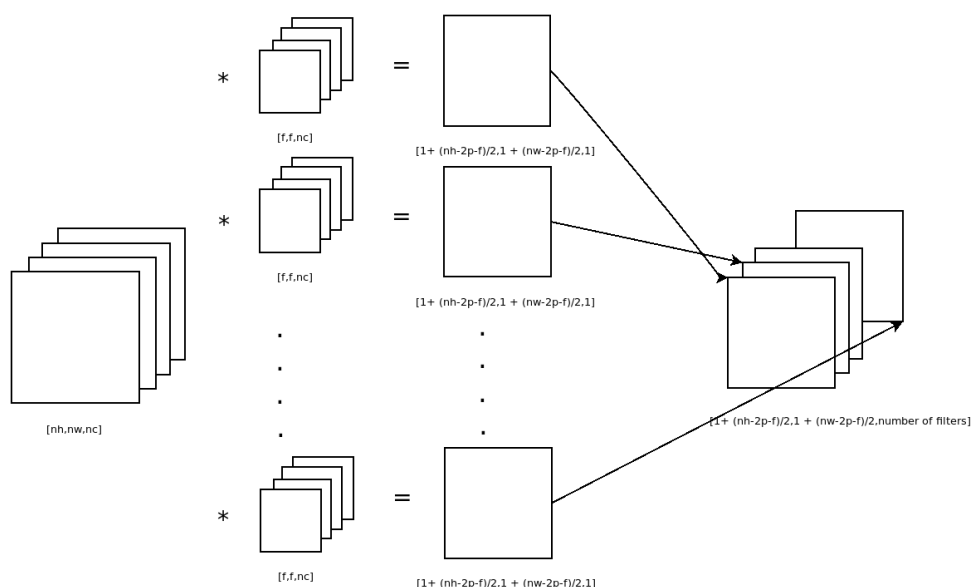 * =
[f,f,nc]
[1+ (nh-2p-f)/2,1 + (nw-2p-f)/2,1]
* =
[f,f,nc]
[1+ (nh-2p-f)/2,1 + (nw-2p-f)/2,1]
[nh,nw,nc]
[1+ (nh-2p-f)/2,1 + (nw-2p-f)/2,number of filters]
* =
[f,f,nc]
[1+ (nh-2p-f)/2,1 + (nw-2p-f)/2,1]